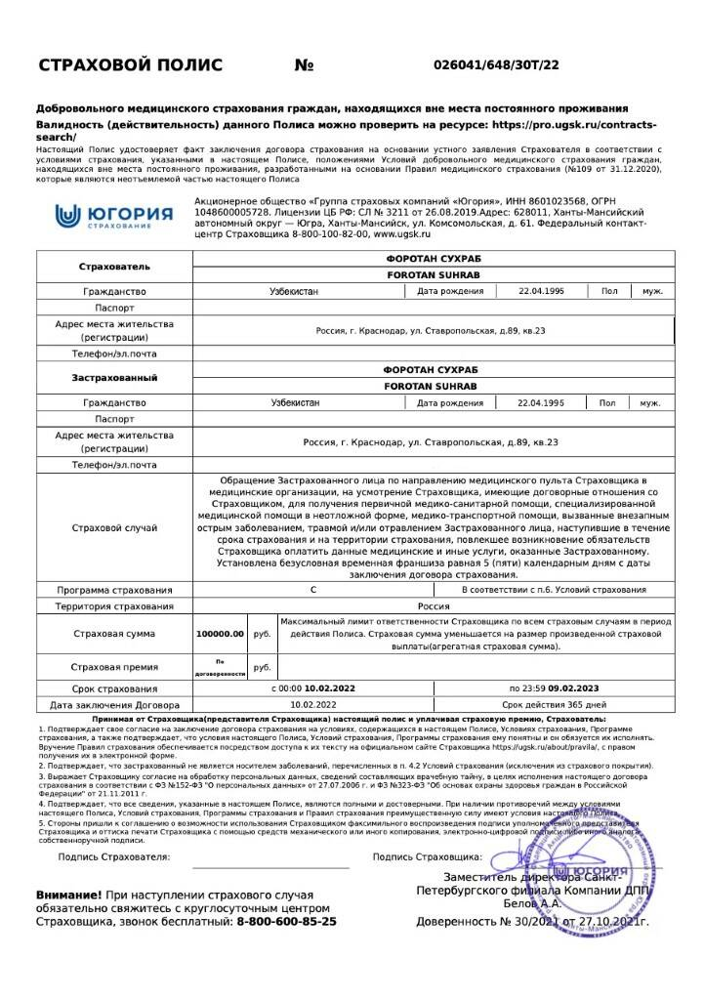 СТРАХОВОЙ ПОЛИС № 026041/648/30T/22
Добровольного медицинского страхования граждан, находящихся вне места постоянного проживания
Валидность (действительность) данного Полиса можно проверить на ресурсе: https://pro.ugsk.ru/contracts-
search/
Настоящий Полис удостоверяет факт заключения договора страхования на основании устного заявления Страхователя в соответствии с
условиями страхования, указанными в настоящем Полисе, положениями Условий добровольного медицинского страхования граждан,
находящихся вне места постоянного проживания, разработанными на основании Правил медицинского страхования (№109 от 31.12.2020),
которые являются неотъемлемой частью настоящего Полиса
ЮГОРИЯ
СТРАХОВАНИЕ
Акционерное общество «Группа страховых компаний «Югория», ИНН 8601023568, ОГРН
1048600005728. Лицензии ЦБ РФ: СЛ № 3211 от 26.08.2019.Адрес: 628011, Ханты-Мансийский
автономный округ — Югра, Ханты-Мансийск, ул. Комсомольская, д. 61. Федеральный контакт-
центр Страховщика 8-800-100-82-00, www.ugsk.ru
Страхователь
ФОРОТАН СУХРАБ
FOROTAN SUHRAB
Гражданство Узбекистан Дата рождения 22.04.1995 Пол муж.
Паспорт
Адрес места жительства
(регистрации)
Россия, г. Краснодар, ул. Ставропольская, д.89, кв.23
Телефон/эл.почта
Застрахованный
ФОРОТАН СУХРАБ
FOROTAN SUHRAB
Гражданство Узбекистан Дата рождения 22.04.1995 Пол муж.
Паспорт
Адрес места жительства
(регистрации)
Россия, г. Краснодар, ул. Ставропольская, д.89, кв.23
Телефон/эл.почта
Страховой случай
Обращение Застрахованного лица по направлению медицинского пульта Страховщика в
медицинские организации, на усмотрение Страховщика, имеющие договорные отношения со
Страховщиком, для получения первичной медико-санитарной помощи, специализированной
медицинской помощи в неотложной форме, медико-транспортной помощи, вызванные внезапным
острым заболеванием, травмой и/или отравлением Застрахованного лица, наступившие в течение
срока страхования и на территории страхования, повлекшее возникновение обязательств
Страховщика оплатить данные медицинские и иные услуги, оказанные Застрахованному.
Установлена безусловная временная франшиза равная 5 (пяти) календарным дням с даты
заключения договора страхования.
Программа страхования С В соответствии с п.6. Условий страхования
Территория страхования Россия
Страховая сумма 100000.00 руб.
Максимальный лимит ответственности Страховщика по всем страховым случаям в период
действия Полиса. Страховая сумма уменьшается на размер произведенной страховой
выплаты(агрегатная страховая сумма).
Страховая премия
По
договоренности
руб.
Срок страхования с 00:00 10.02.2022 по 23:59 09.02.2023
Дата заключения Договора 10.02.2022 Срок действия 365 дней
Принимая от Страховщика(представителя Страховщика) настоящий полис и уплачивая страховую премию, Страхователь:
1. Подтверждает свое согласие на заключение договора страхования на условиях, содержащихся в настоящем Полисе, Условиях страхования, Программе
страхования, а также подтверждает, что условия настоящего Полиса, Условий страхования, Программы страхования ему понятны и он обязуется их исполнять.
Вручение Правил страхования обеспечивается посредством доступа к их тексту на официальном сайте Страховщика https://ugsk.ru/about/pravila/, с правом
получения их в электронной форме.
2. Подтверждает, что застрахованный не является носителем заболеваний, перечисленных в п. 4.2 Условий страхования (исключения из страхового покрытия).
3. Выражает Страховщику согласие на обработку персональных данных, сведений составляющих врачебную тайну, в целях исполнения настоящего договора
страхования в соответствии с ФЗ №152-ФЗ "О персональных данных» от 27.07.2006 г. и ФЗ №323-ФЗ "Об основах охраны здоровья граждан в Российской
Федерации" от 21.11.2011 г.
4. Подтверждает, что все сведения, указанные в настоящем Полисе, являются полными и достоверными. При наличии противоречий между условиями
настоящего Полиса, Условий страхования, Программы страхования и Правил страхования преимущественную силу имеют условия настоящего Полиса.
5. Стороны пришли к соглашению о возможности использования Страховщиком факсимильного воспроизведения подписи уполномоченного представителя
Страховщика и оттиска печати Страховщика с помощью средств механического или иного копирования, электронно-цифровой подписи либо иного аналога
собственноручной подписи.
Подпись Страхователя: Подпись Страховщика:
ЮГОРИЯ
Внимание! При наступлении страхового случая
обязательно свяжитесь с круглосуточным центром
Страховщика, звонок бесплатный: 8-800-600-85-25
Заместитель директора Санкт-
Петербургского филиала Компании ДПП
Белов А.А.
Доверенность № 30/2021 от 27.10.2021г.